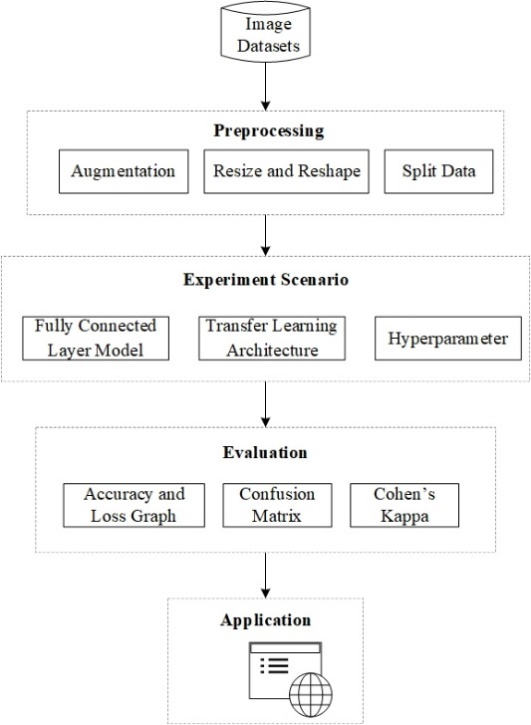 Image
Datasets
Preprocessing
Augmentation
Resize and Reshape
Split Data
Experiment Scenario
Fully Connected
Layer Model
Transfer Learning
Architecture
Hyperparameter
Evaluation
Accuracy and
Loss Graph
Confusion
Matrix
Cohen's
Kappa
Application